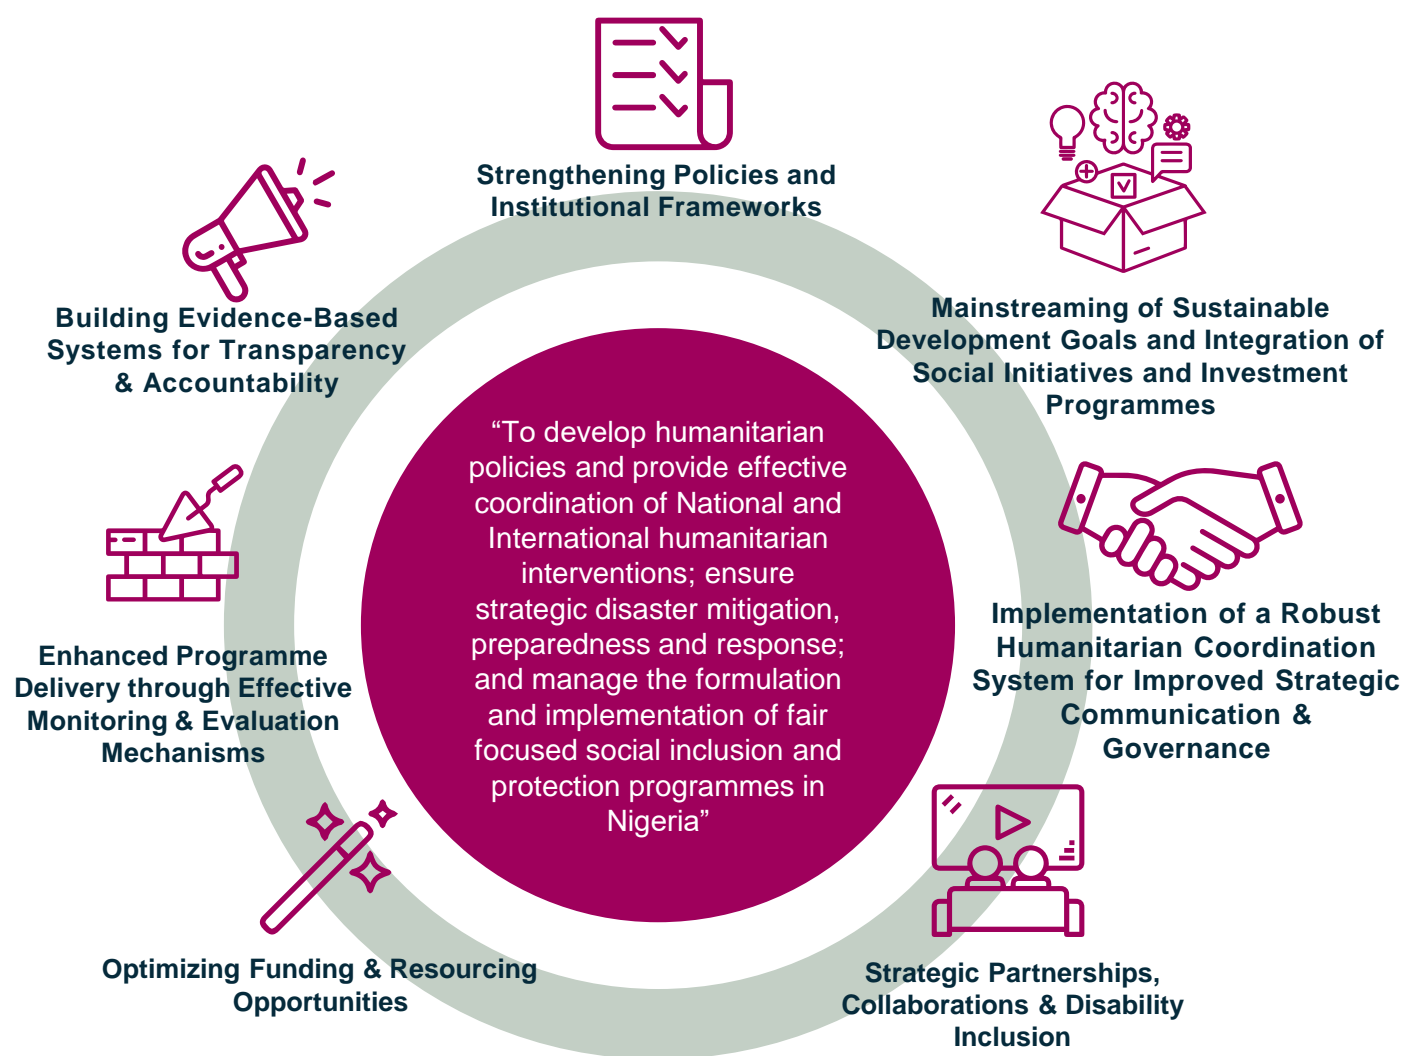 Strengthening Policies and
Institutional Frameworks
Mainstreaming of Sustainable
Development Goals and Integration of
Social Initiatives and Investment
Programmes
Implementation of a Robust
Humanitarian Coordination
System for Improved Strategic
Communication &
Governance
Strategic Partnerships,
Collaborations & Disability
Inclusion
Optimizing Funding & Resourcing
Opportunities
Enhanced Programme
Delivery through Effective
Monitoring & Evaluation
Mechanisms
Building Evidence-Based
Systems for Transparency
& Accountability
“To develop humanitarian
policies and provide effective
coordination of National and
International humanitarian
interventions; ensure
strategic disaster mitigation,
preparedness and response;
and manage the formulation
and implementation of fair
focused social inclusion and
protection programmes in
Nigeria”